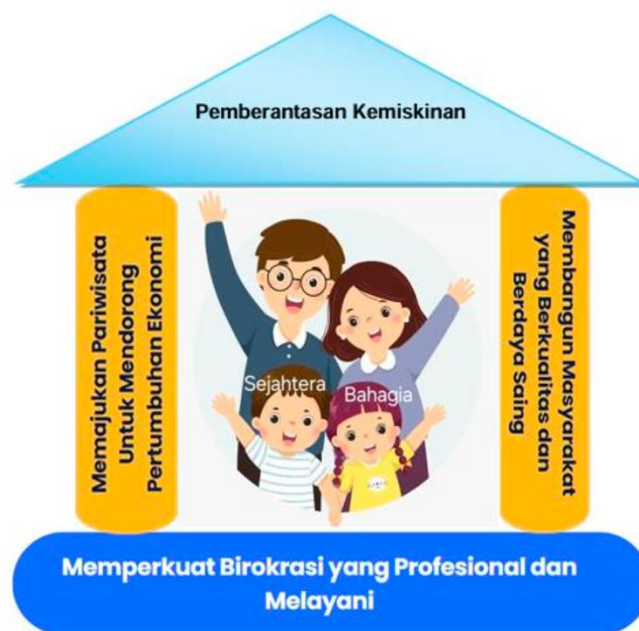 Pemberantasan Kemiskinan
Memajukan Pariwisata
Untuk Mendorong
Pertumbuhan Ekonomi
Sejahtera
Bahagia
Membangun Masyarakat
yang Berkualitas dan
Berdaya Saing
Memperkuat Birokrasi yang Profesional dan
Melayani